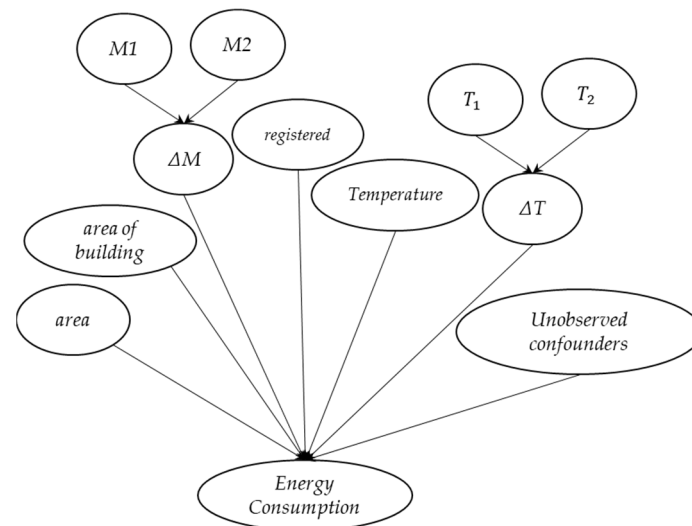 M1
M2
T₁
T₂
ΔM
registered
Temperature
ΔT
area of
building
area
Unobserved
confounders
Energy
Consumption